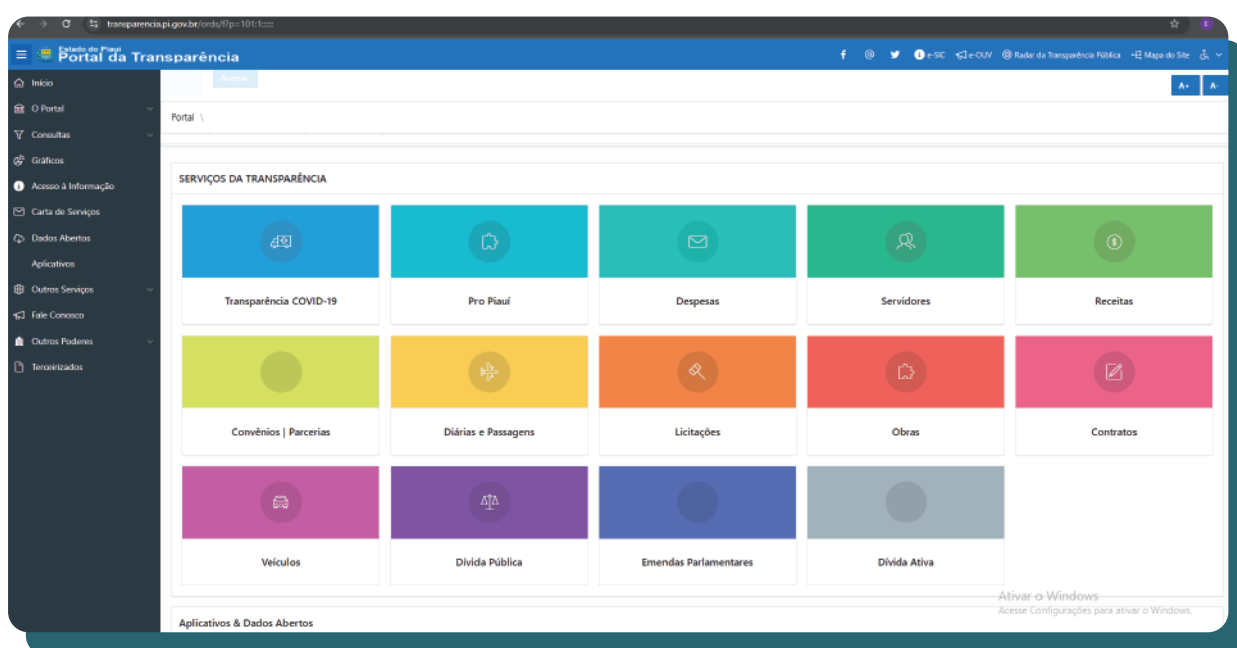 transparencia.pi.gov.br/ords/f?p=101:1:::::
E
Estado do Piauí
Portal da Transparência
e-SIC
e-OUV
Radar da Transparência Pública
Mapa do Site
Início
Acessar
A+
A-
O Portal
Portal \
Consultas
Gráficos
Acesso à Informação
Carta de Serviços
Dados Abertos
Aplicativos
Outros Serviços
Fale Conosco
Outros Poderes
Terceirizados
SERVIÇOS DA TRANSPARÊNCIA
Transparência COVID-19
Pro Piauí
Despesas
Servidores
Receitas
Convênios | Parcerias
Diárias e Passagens
Licitações
Obras
Contratos
Veículos
Dívida Pública
Emendas Parlamentares
Dívida Ativa
Ativar o Windows
Acesse Configurações para ativar o Windows.
Aplicativos & Dados Abertos